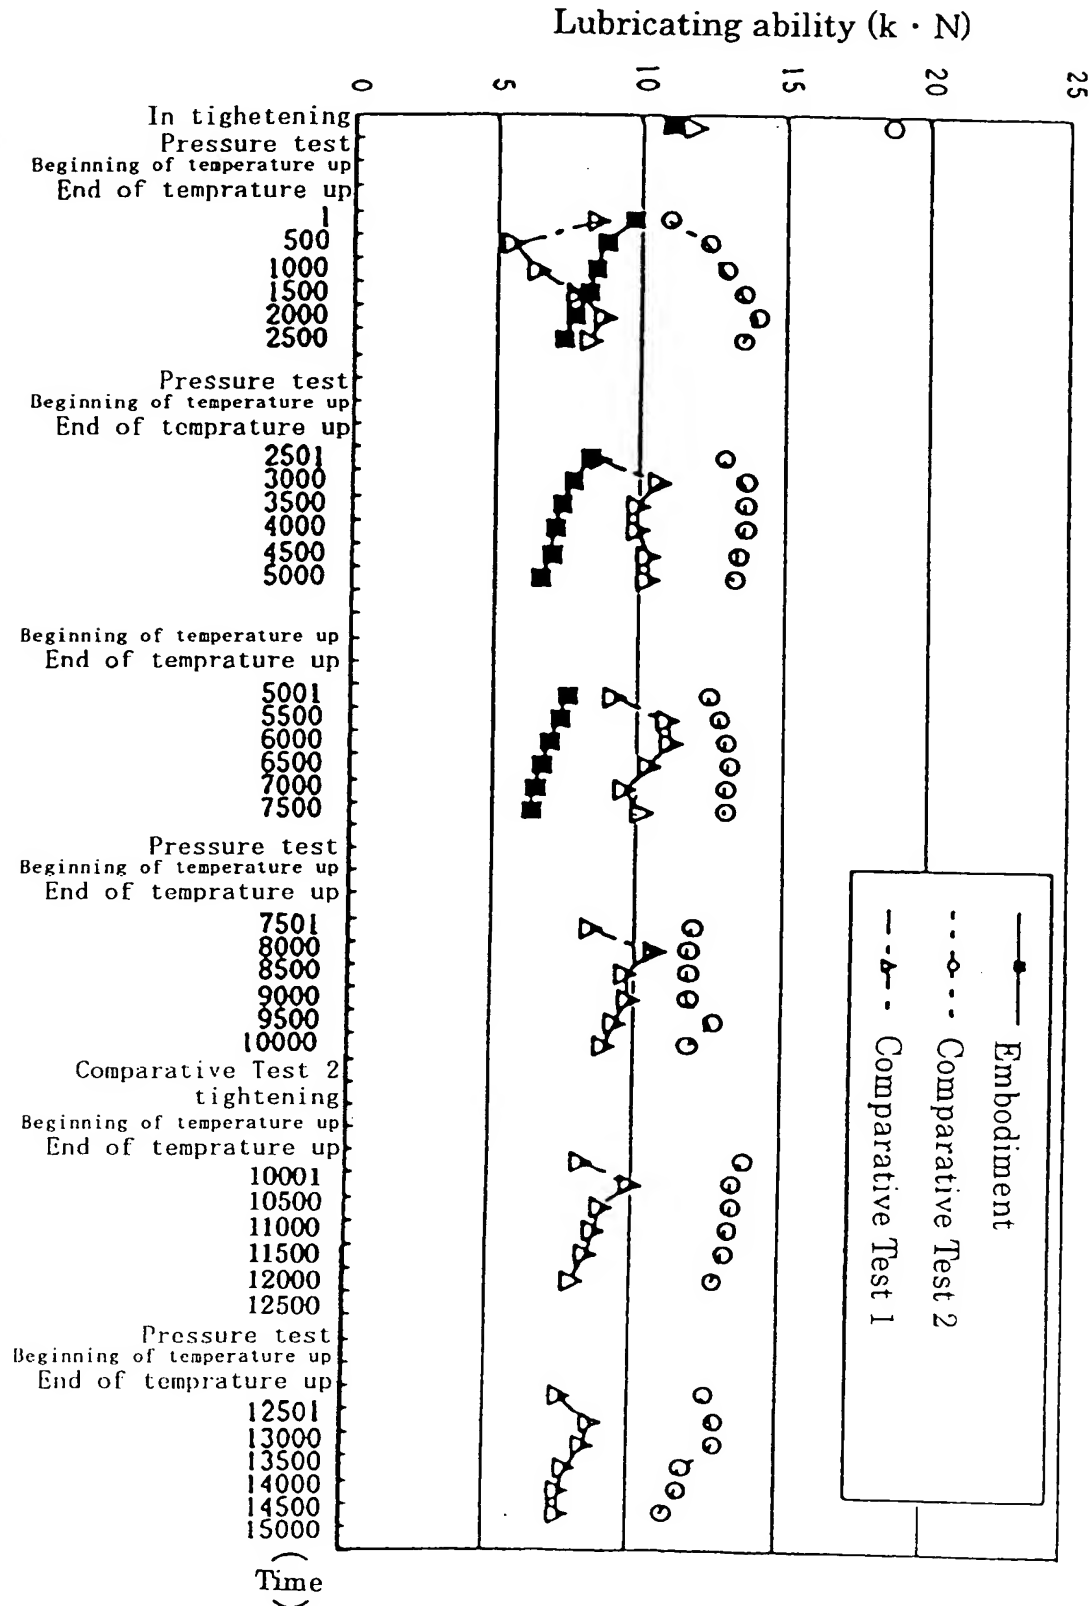 Lubricating ability (k · N)
0
5
10
15
20
25
In tighetening
Pressure test
Beginning of temperature up
End of temprature up
1
500
1000
1500
2000
2500
Pressure test
Beginning of temperature up
End of temprature up
2501
3000
3500
4000
4500
5000
Beginning of temperature up
End of temprature up
5001
5500
6000
6500
7000
7500
Pressure test
Beginning of temperature up
End of temprature up
7501
8000
8500
9000
9500
10000
Comparative Test 2
tightening
Beginning of temperature up
End of temprature up
10001
10500
11000
11500
12000
12500
Pressure test
Beginning of temperature up
End of temprature up
12501
13000
13500
14000
14500
15000
(Time)
Embodiment
Comparative Test 2
Comparative Test 1